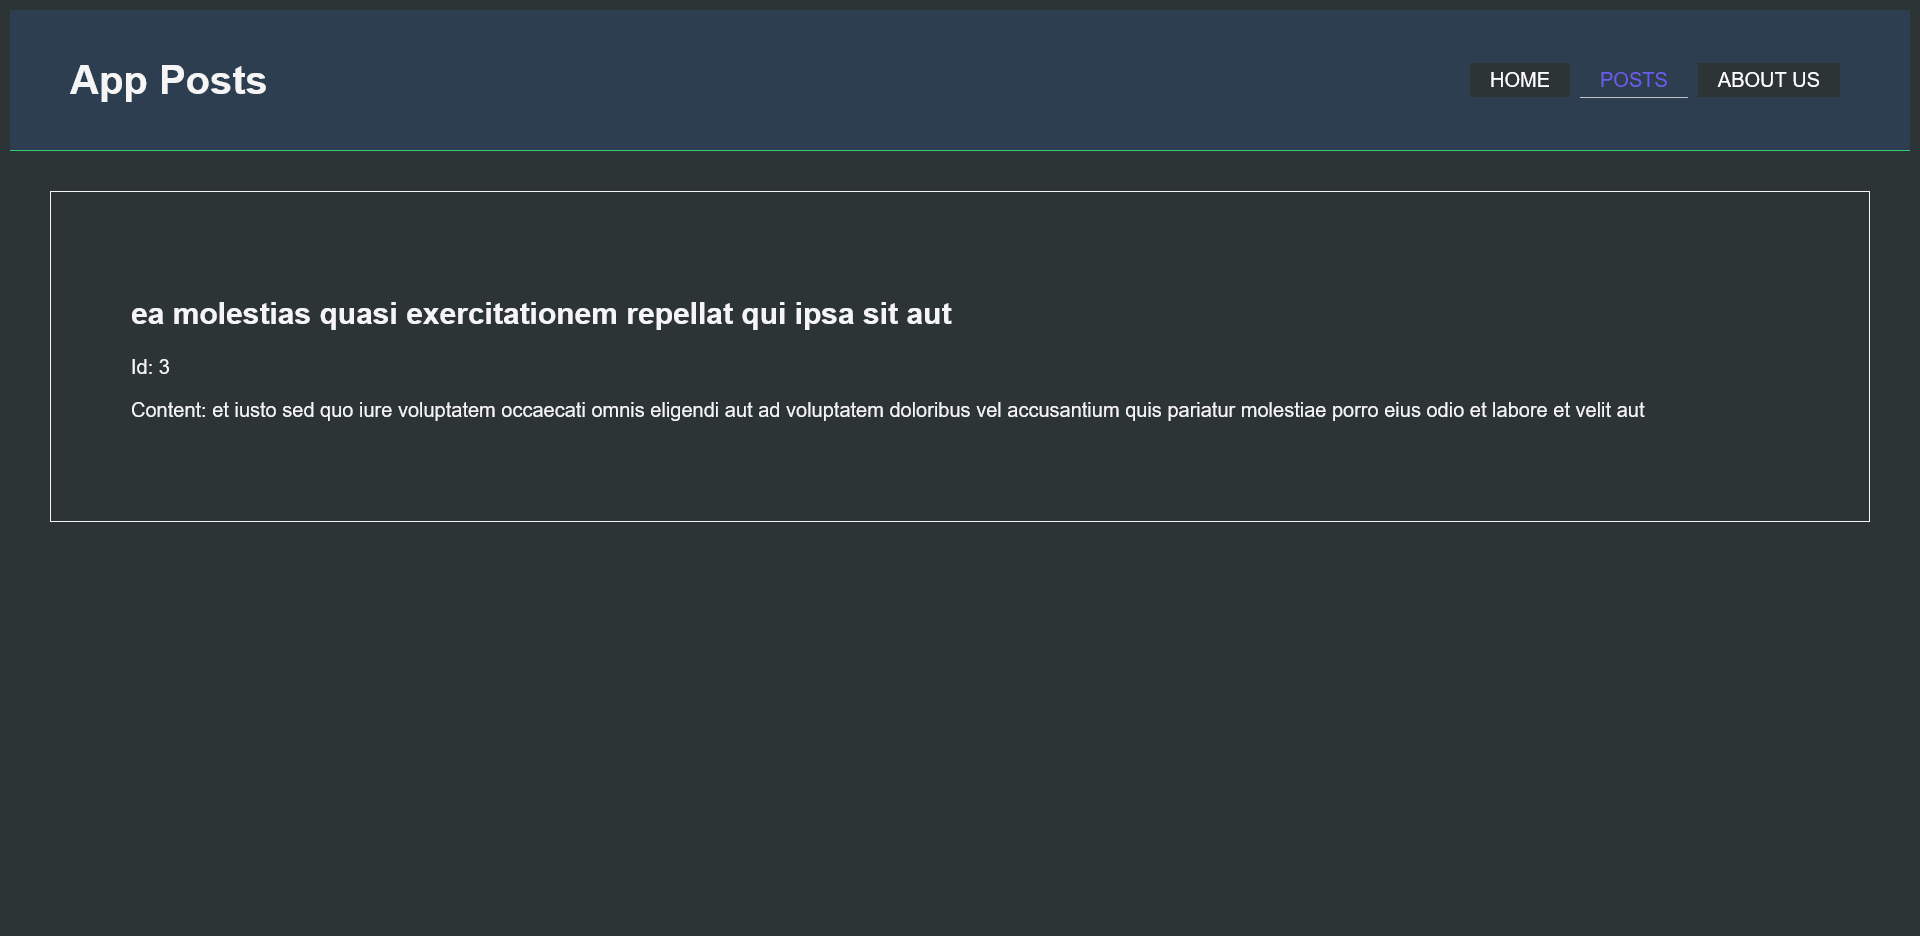 App Posts
HOME POSTS ABOUT US
ea molestias quasi exercitationem repellat qui ipsa sit aut
Id: 3
Content: et iusto sed quo iure voluptatem occaecati omnis eligendi aut ad voluptatem doloribus vel accusantium quis pariatur molestiae porro eius odio et labore et velit aut